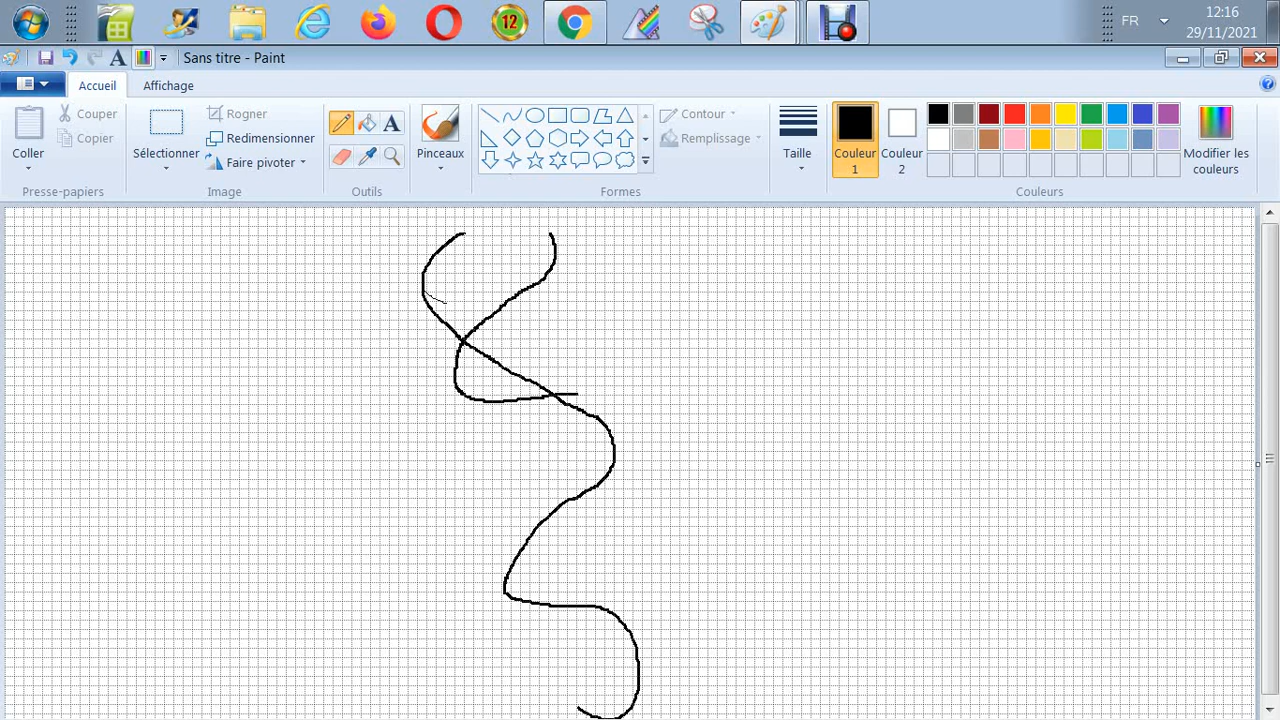 12
FR
12:16
29/11/2021
A
Sans titre - Paint
Accueil
Affichage
Coller
Couper
Copier
Presse-papiers
Sélectionner
Rogner
Redimensionner
Faire pivoter
Image
A
Outils
Pinceaux
Contour
Remplissage
Formes
Taille
Couleur
1
Couleur
2
Modifier les
couleurs
Couleurs